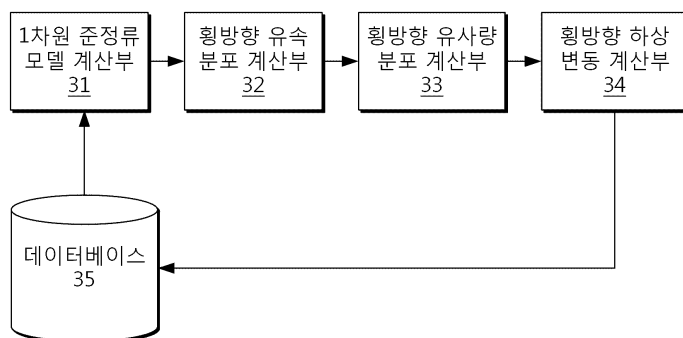 1차원 준정류
모델 계산부
31
횡방향 유속
분포 계산부
32
횡방향 유사량
분포 계산부
33
횡방향 하상
변동 계산부
34
데이터베이스
35